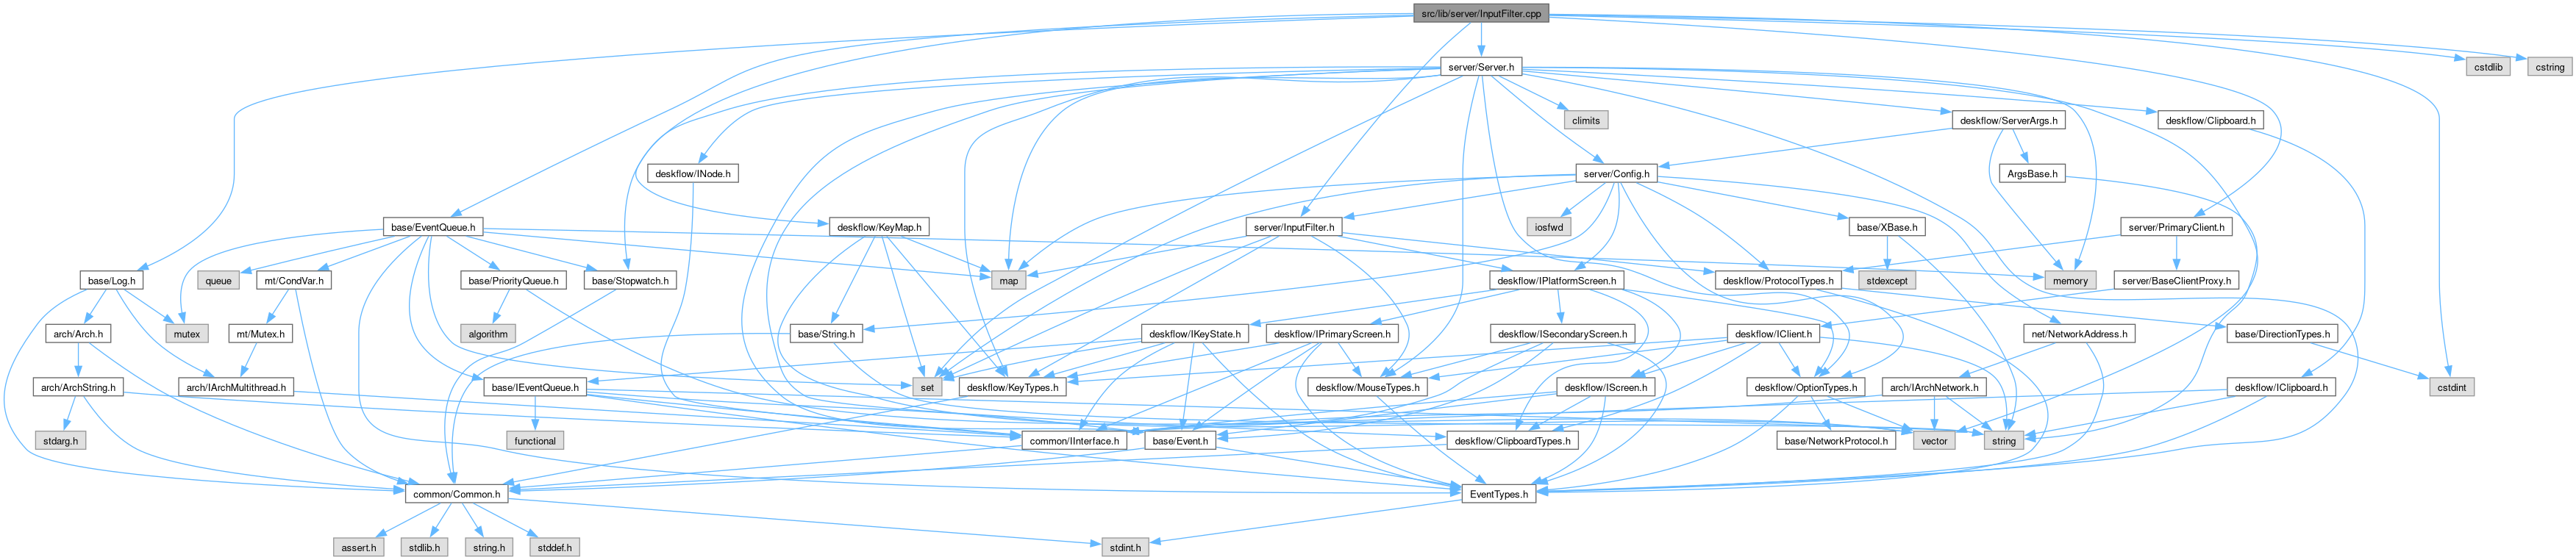 src/lib/server/InputFilter.cpp
server/Server.h
cstdlib
cstring
climits
deskflow/ServerArgs.h
deskflow/Clipboard.h
deskflow/INode.h
server/Config.h
ArgsBase.h
base/EventQueue.h
deskflow/KeyMap.h
server/InputFilter.h
iosfwd
base/XBase.h
server/PrimaryClient.h
base/Log.h
queue
mt/CondVar.h
base/PriorityQueue.h
base/Stopwatch.h
map
deskflow/IPlatformScreen.h
deskflow/ProtocolTypes.h
stdexcept
memory
server/BaseClientProxy.h
arch/Arch.h
mutex
mt/Mutex.h
algorithm
base/String.h
deskflow/IKeyState.h
deskflow/IPrimaryScreen.h
deskflow/ISecondaryScreen.h
deskflow/IClient.h
net/NetworkAddress.h
base/DirectionTypes.h
arch/ArchString.h
arch/IArchMultithread.h
base/IEventQueue.h
set
deskflow/KeyTypes.h
deskflow/MouseTypes.h
deskflow/IScreen.h
deskflow/OptionTypes.h
arch/IArchNetwork.h
deskflow/IClipboard.h
cstdint
stdarg.h
functional
common/IInterface.h
base/Event.h
deskflow/ClipboardTypes.h
base/NetworkProtocol.h
vector
string
common/Common.h
EventTypes.h
assert.h
stdlib.h
string.h
stddef.h
stdint.h